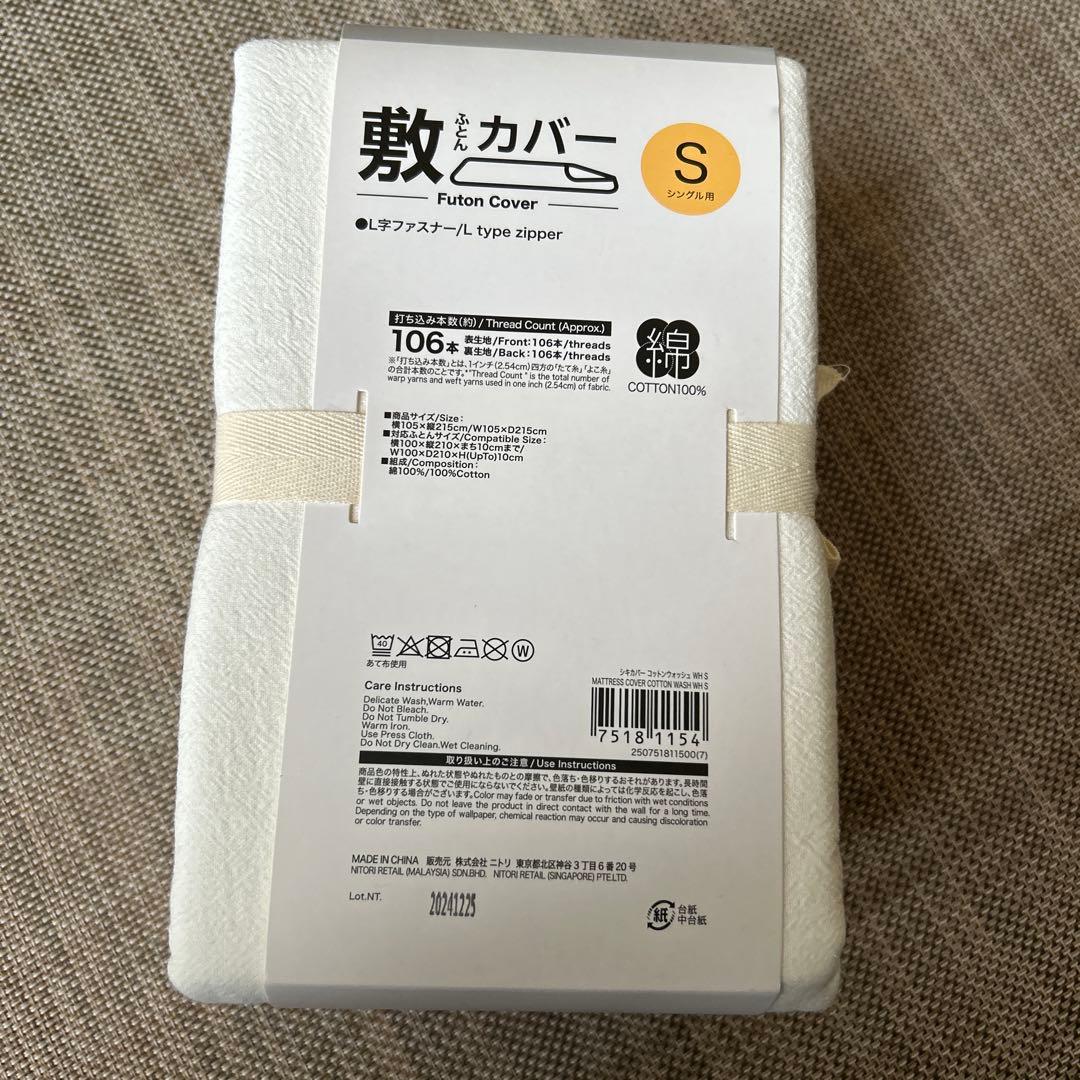 敷ふとんカバー
Futon Cover
S
シングル用
●L字ファスナー/L type zipper
打ち込み本数(約)/Thread Count (Approx.)
106本 表生地/Front:106本/threads
裏生地/Back:106本/threads
※「打ち込み本数」とは、1インチ(2.54cm)四方の「たて糸」「よこ糸」
の合計本数のことです。*"Thread Count" is the total number of
warp yarns and weft yarns used in one inch (2.54cm) of fabric.
綿
COTTON100%
■商品サイズ/Size:
横105×縦215cm/W105×D215cm
■対応ふとんサイズ/Compatible Size:
横100×縦210×まち10cmまで/
W100×D210×H(UpTo)10cm
■組成/Composition:
綿100%/100%Cotton
40
W
あて布使用
Care Instructions
Delicate Wash,Warm Water.
Do Not Bleach.
Do Not Tumble Dry.
Warm Iron.
Use Press Cloth.
Do Not Dry Clean.Wet Cleaning.
シキカバー コットンウォッシュ WH S
MATTRESS COVER COTTON WASH WH S
7518 1154
250751811500(7)
取り扱い上のご注意/Use Instructions
商品色の特性上、ぬれた状態やぬれたものとの摩擦で、色落ち・色移りするおそれがあります。長時間
壁に直接接触する状態でご使用にならないでください。壁紙の種類によっては化学反応を起こし、色落
ち・色移りする場合がございます。Color may fade or transfer due to friction with wet conditions
or wet objects. Do not leave the product in direct contact with the wall for a long time.
Depending on the type of wallpaper, chemical reaction may occur and causing discoloration
or color transfer.
MADE IN CHINA 販売元 株式会社 ニトリ 東京都北区神谷3丁目6番20号
NITORI RETAIL (MALAYSIA) SDN.BHD. NITORI RETAIL (SINGAPORE) PTE.LTD.
Lot.NT. 20241225
紙
台紙
中台紙